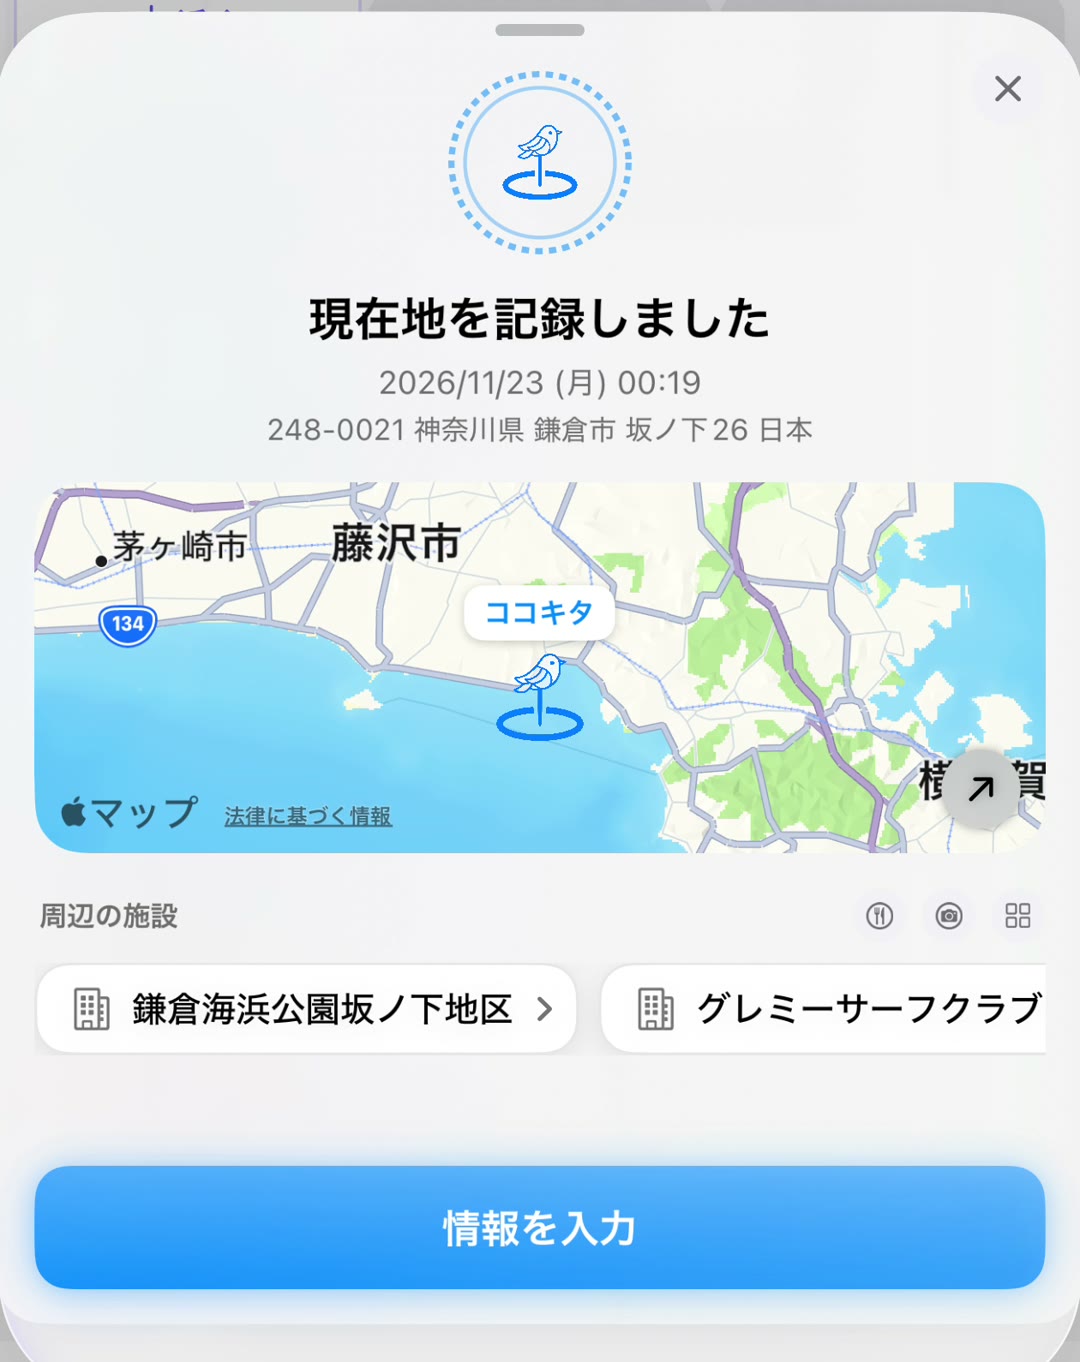 現在地を記録しました
2026/11/23 (月) 00:19
248-0021 神奈川県 鎌倉市 坂ノ下26 日本
茅ヶ崎市
藤沢市
134
ココキタ
横
賀
マップ
法律に基づく情報
周辺の施設
鎌倉海浜公園坂ノ下地区
グレミーサーフクラブ
情報を入力